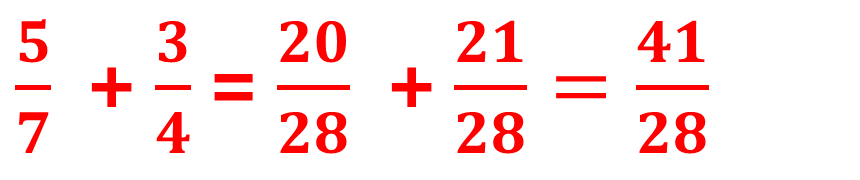 5/7 + 3/4 = 20/28 + 21/28 = 41/28